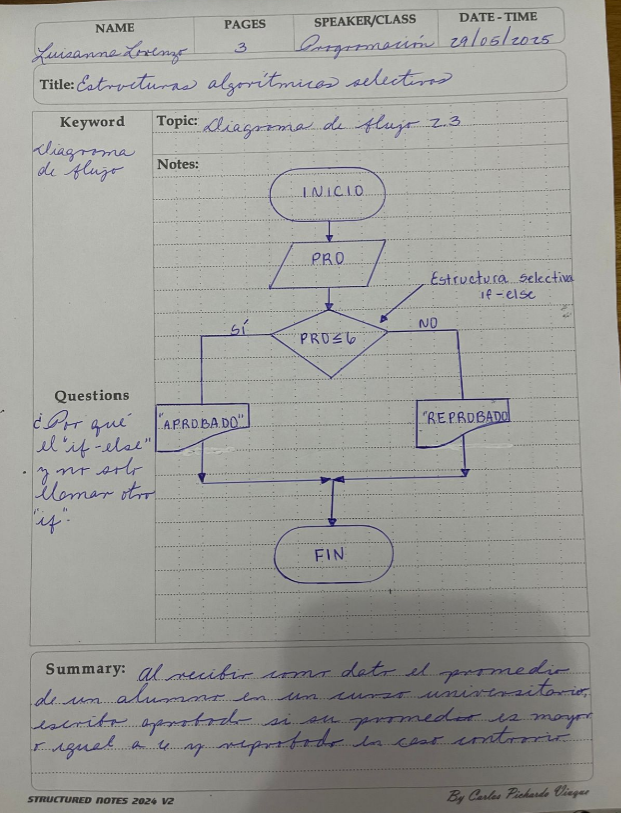 NAME PAGES SPEAKER/CLASS DATE - TIME
Luisanna Lorenzo 3 Programación 29/05/2025
Title: Estructuras algorítmicas selectivas
Keyword
Diagrama
de flujo
Topic: Diagrama de flujo 2.3
Notes:
INICIO
PRO
Estructura selectiva
if-else
SÍ
PRO≤6
NO
"APROBADO"
"REPROBADO
Questions
¿Por qué
el "if-else"
y no solo
llamar otro
"if".
FIN
Summary: Al recibir como dato el promedio
de un alumno en un curso universitario,
escriba aprobado si su promedio es mayor
o igual a 6 y reprobado en caso contrario.
STRUCTURED NOTES 2024 V2
By Carlos Pichardo Viuque